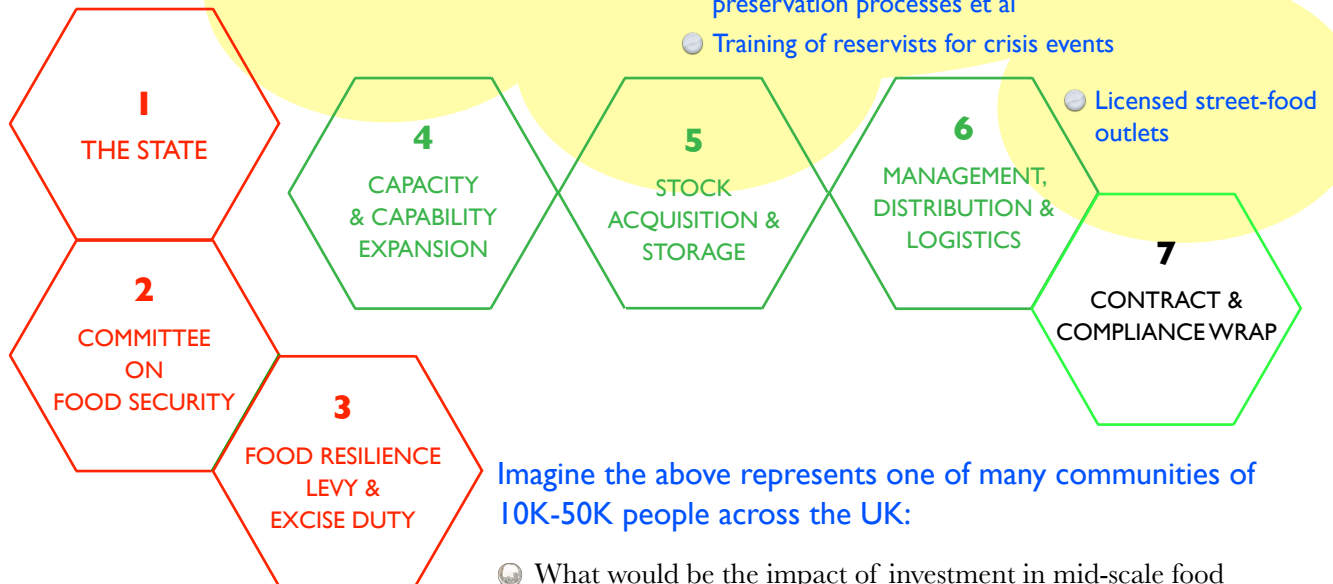 preservation processes et al
Training of reservists for crisis events
Licensed street-food
outlets
1
THE STATE
2
COMMITTEE
ON
FOOD SECURITY
3
FOOD RESILIENCE
LEVY &
EXCISE DUTY
4
CAPACITY
& CAPABILITY
EXPANSION
5
STOCK
ACQUISITION &
STORAGE
6
MANAGEMENT,
DISTRIBUTION &
LOGISTICS
7
CONTRACT &
COMPLIANCE WRAP
Imagine the above represents one of many communities of
10K-50K people across the UK:
What would be the impact of investment in mid-scale food